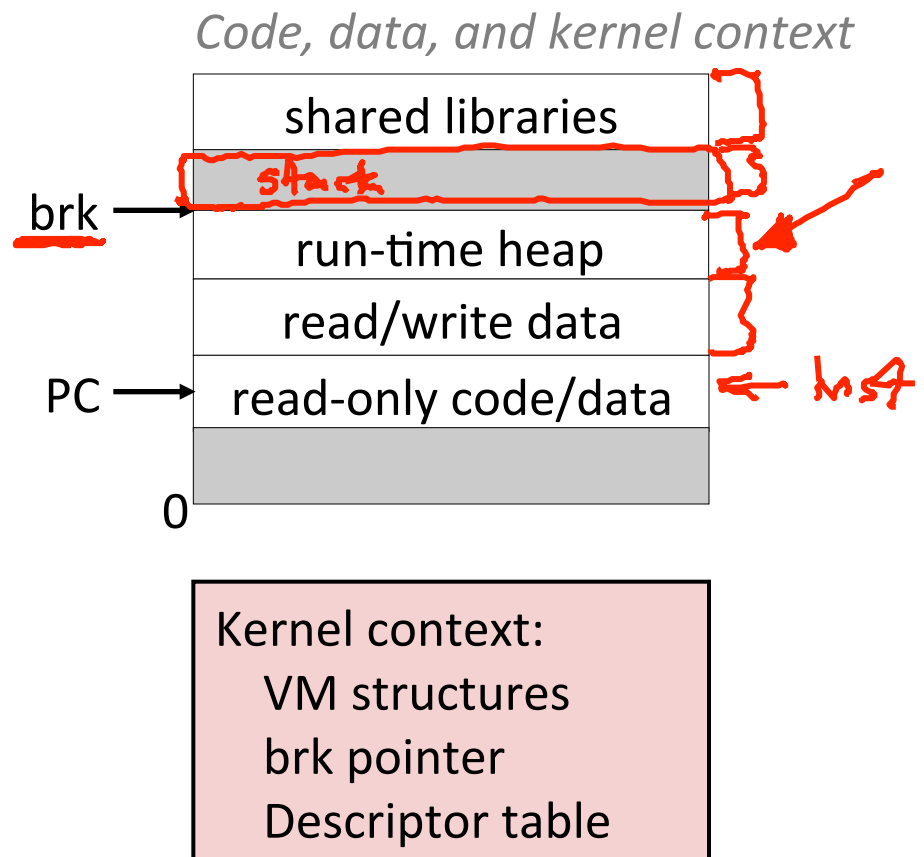 Code, data, and kernel context
shared libraries
stack
brk
run-time heap
read/write data
PC
read-only code/data
inst
0
Kernel context:
VM structures
brk pointer
Descriptor table